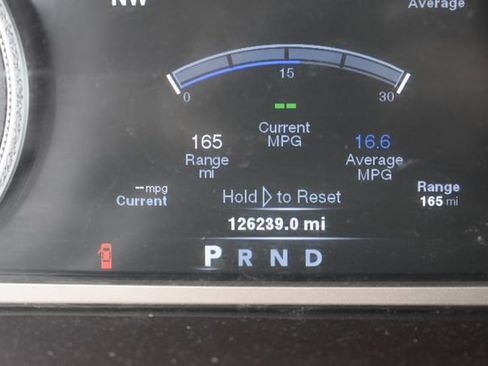 NW
Average
0 15 30
--
Current
MPG
165
Range
mi
16.6
Average
MPG
-- mpg
Current
Hold ▷ to Reset
Range
165 mi
126239.0 mi
P R N D